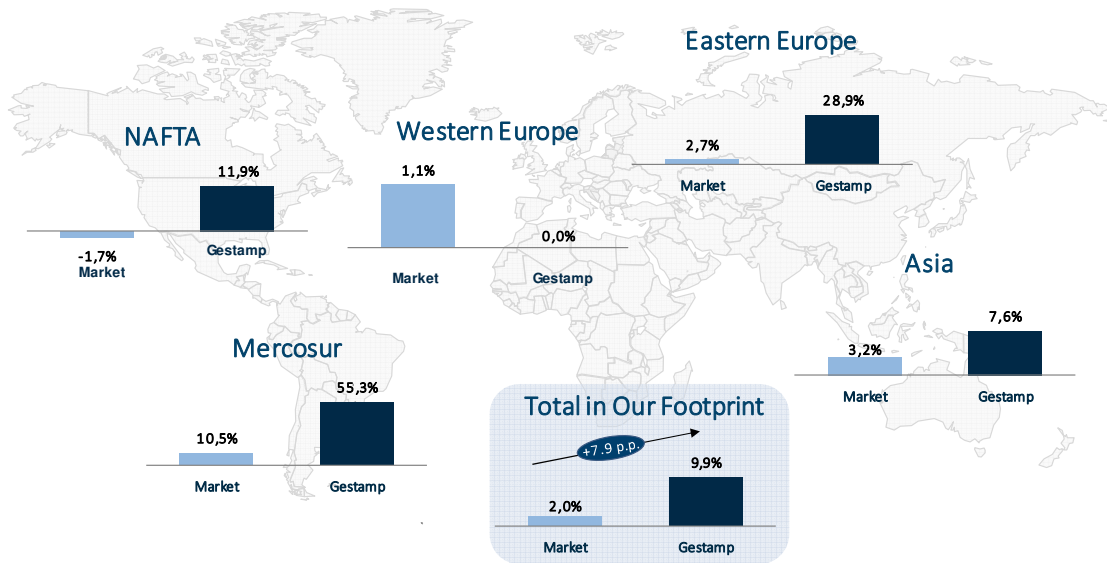 NAFTA
11,9%
-1,7%
Market
Gestamp
Western Europe
1,1%
0,0%
Market
Gestamp
Eastern Europe
28,9%
2,7%
Market
Gestamp
Mercosur
55,3%
10,5%
Market
Gestamp
Asia
7,6%
3,2%
Market
Gestamp
Total in Our Footprint
+7.9 p.p.
9,9%
2,0%
Market
Gestamp